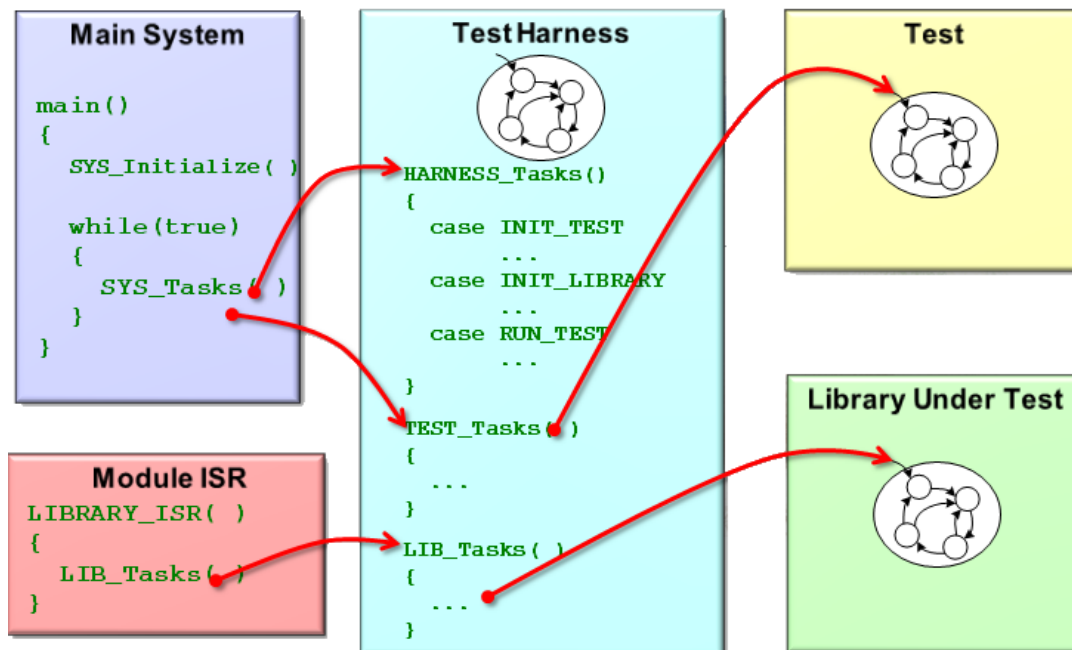 Main System
main()
{
SYS_Initialize( )
while(true)
{
SYS_Tasks( )
}
}
Module ISR
LIBRARY_ISR( )
{
LIB_Tasks( )
}
Test Harness
HARNESS_Tasks()
{
case INIT_TEST
...
case INIT_LIBRARY
...
case RUN_TEST
...
}
TEST_Tasks( )
{
...
}
LIB_Tasks( )
{
...
}
Test
Library Under Test